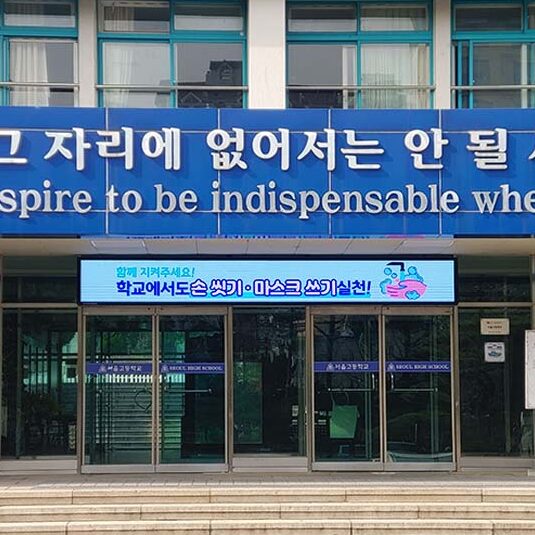 그 자리에 없어서는 안 될
spire to be indispensable whe
함께 지켜주세요!
학교에서도 손 씻기·마스크 쓰기 실천!
서울고등학교 SEOUL HIGH SCHOOL 서울고등학교 SEOUL HIGH SCHOOL